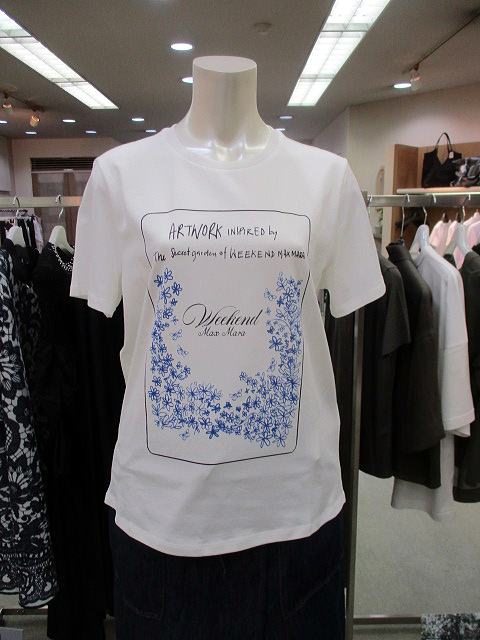 ARTWORK INSPIRED by
The Secret garden of WEEKEND MAX MARA
Weekend
Max Mara